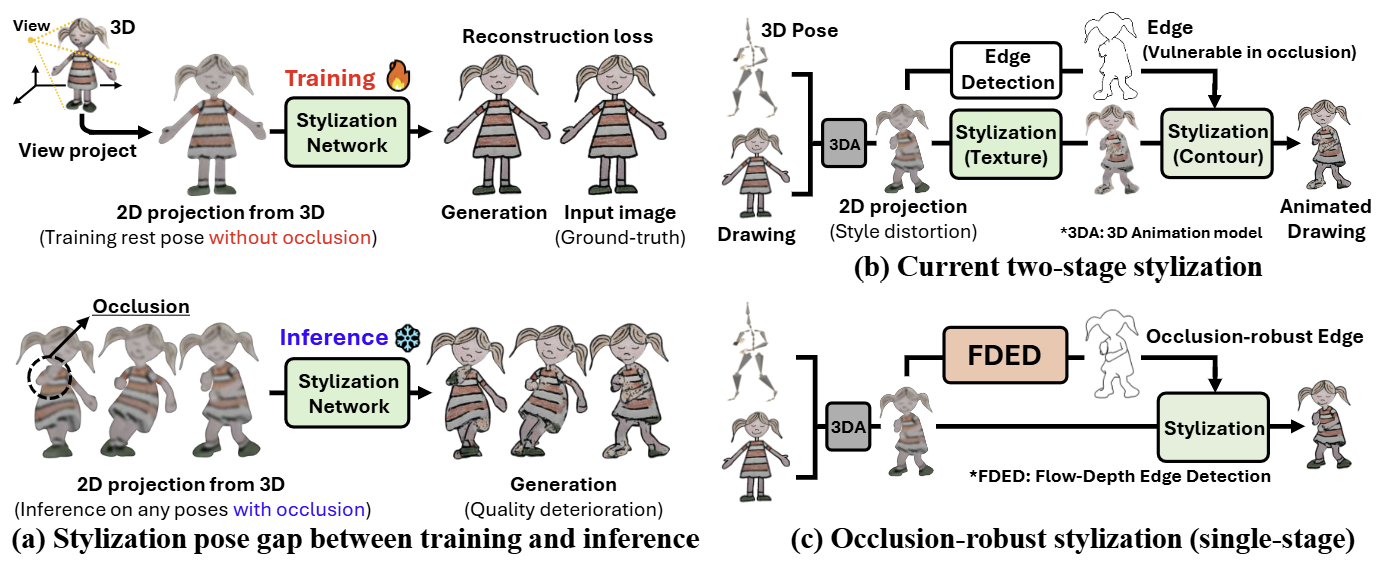 View
3D
View project
2D projection from 3D
(Training rest pose without occlusion)
Training
Stylization
Network
Reconstruction loss
Generation
Input image
(Ground-truth)
Occlusion
2D projection from 3D
(Inference on any poses with occlusion)
Inference
Stylization
Network
Generation
(Quality deterioration)
(a) Stylization pose gap between training and inference
3D Pose
Drawing
3DA
2D projection
(Style distortion)
Edge
Detection
Edge
(Vulnerable in occlusion)
Stylization
(Texture)
Stylization
(Contour)
Animated
Drawing
*3DA: 3D Animation model
(b) Current two-stage stylization
3DA
FDED
Occlusion-robust Edge
Stylization
*FDED: Flow-Depth Edge Detection
(c) Occlusion-robust stylization (single-stage)